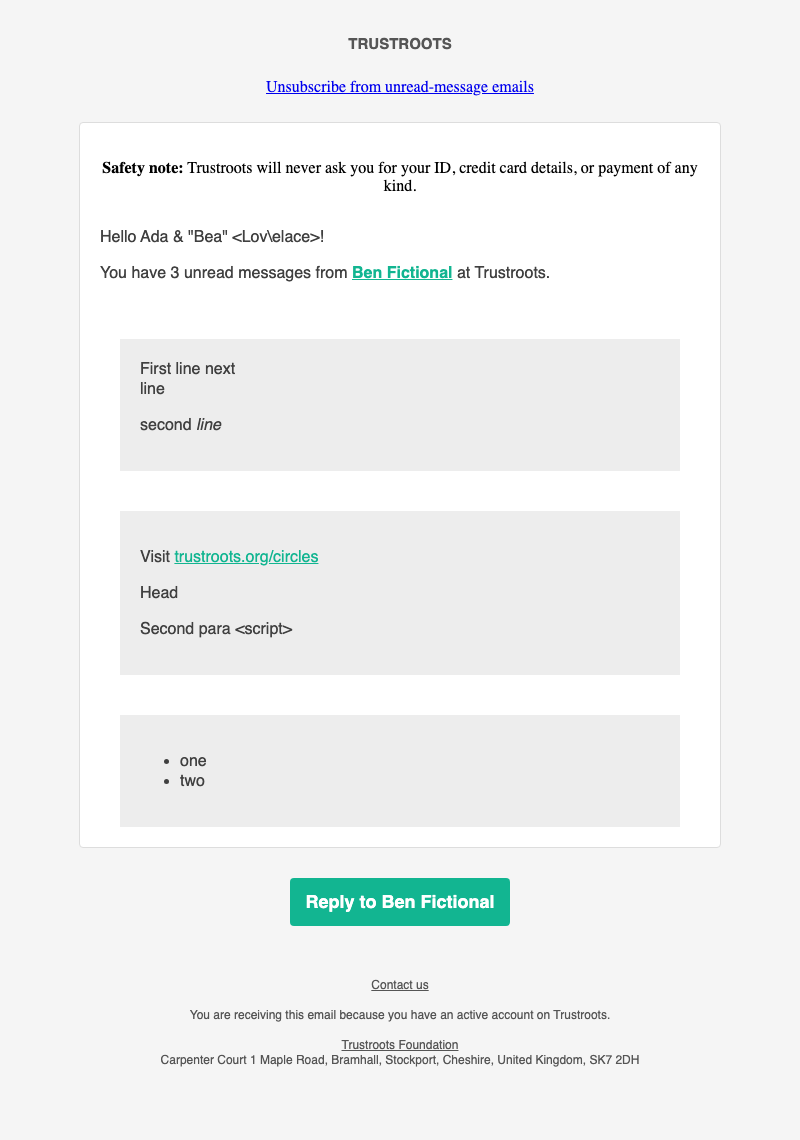 TRUSTROOTS
Unsubscribe from unread-message emails
Safety note: Trustroots will never ask you for your ID, credit card details, or payment of any
kind.
Hello Ada & "Bea" <Lov\elace>!
You have 3 unread messages from Ben Fictional at Trustroots.
First line next
line
second line
Visit trustroots.org/circles
Head
Second para <script>
• one
• two
Reply to Ben Fictional
Contact us
You are receiving this email because you have an active account on Trustroots.
Trustroots Foundation
Carpenter Court 1 Maple Road, Bramhall, Stockport, Cheshire, United Kingdom, SK7 2DH